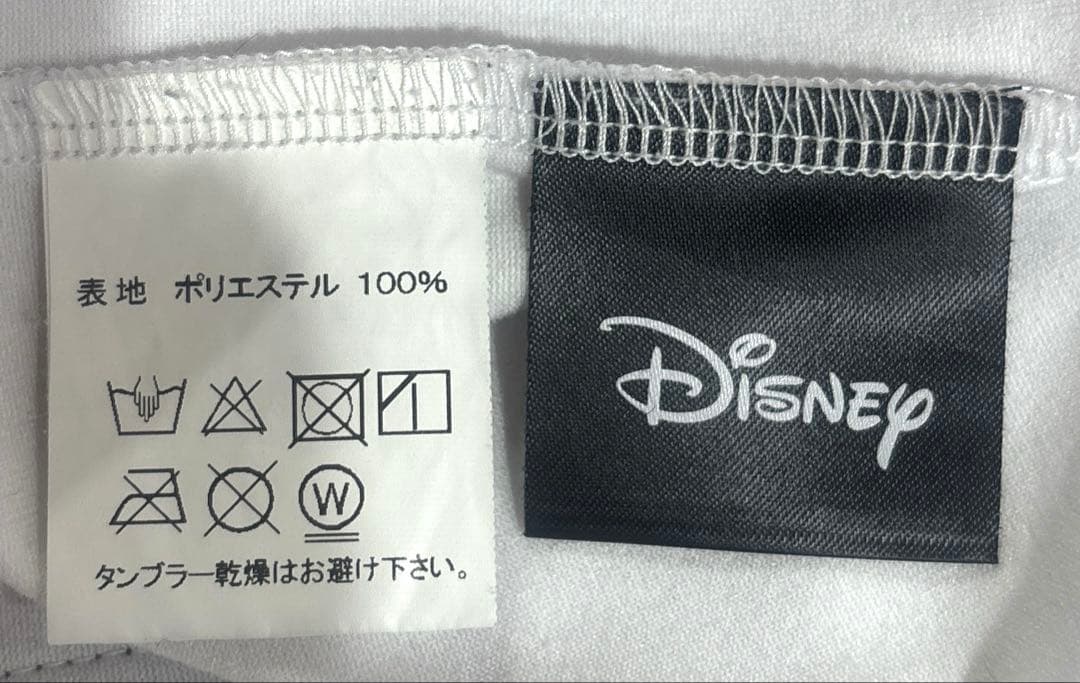 表地 ポリエステル 100%
W
タンブラー乾燥はお避け下さい。
Disney